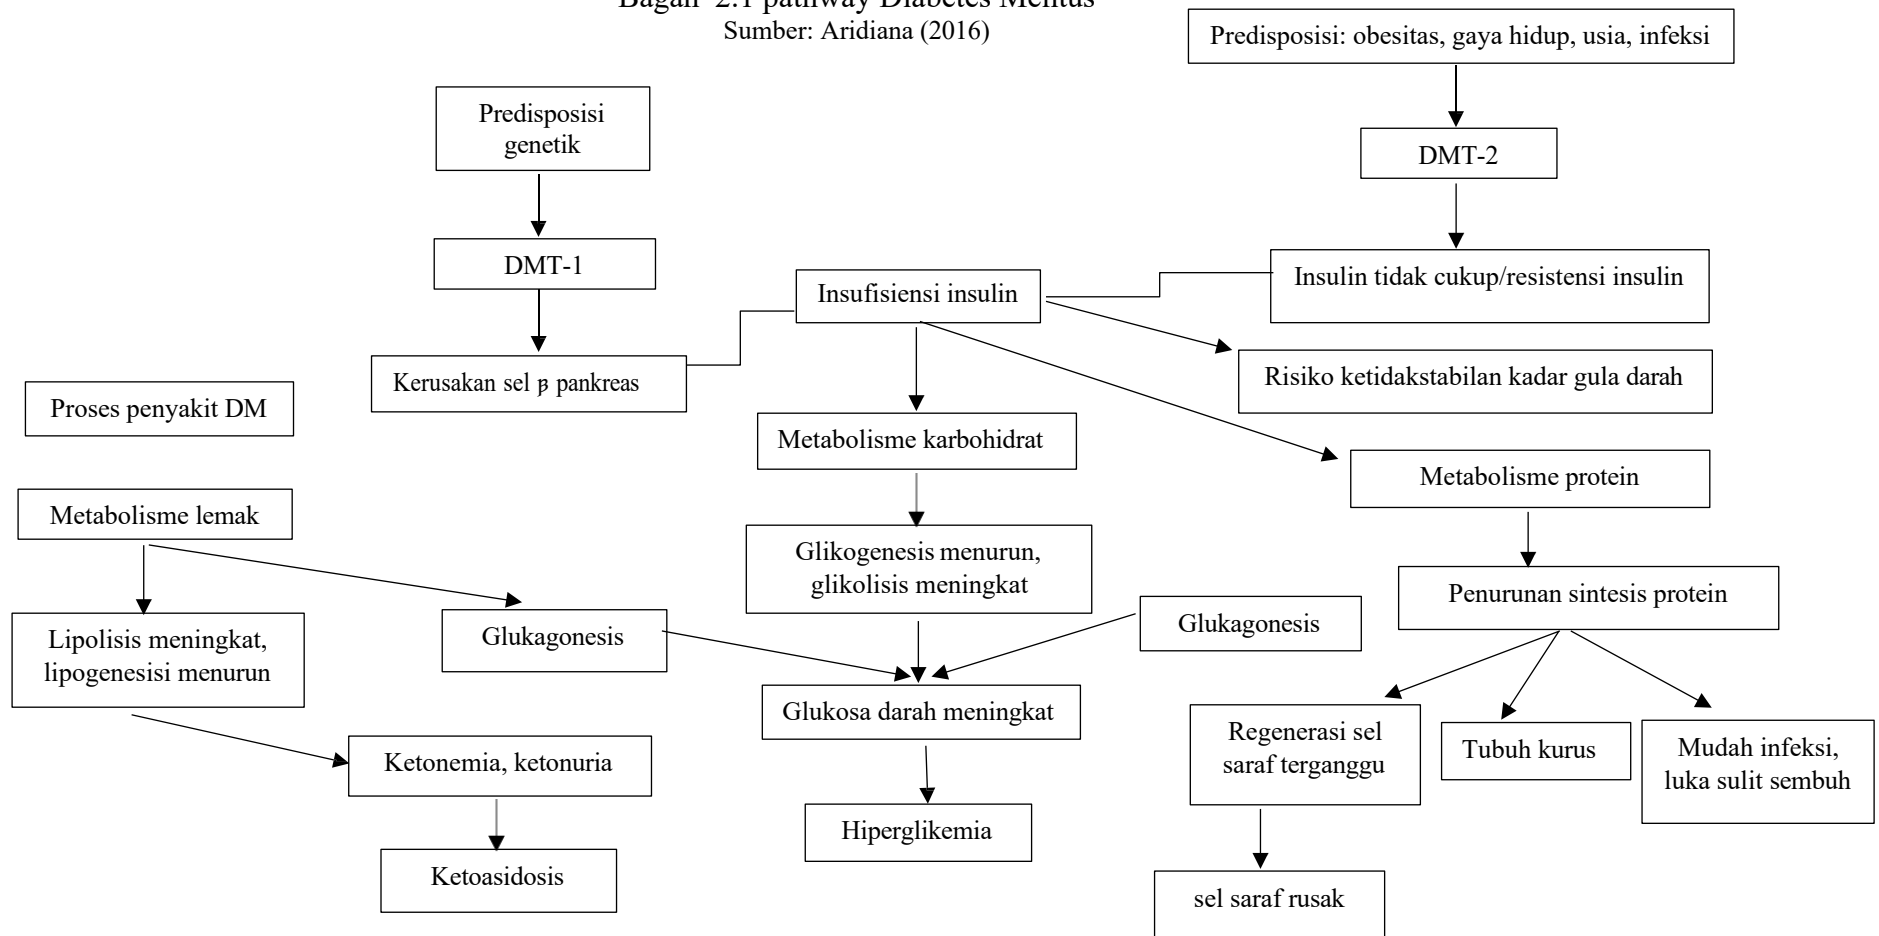 Bagan 2.1 pathway Diabetes Melitus
Sumber: Aridiana (2016)
Predisposisi: obesitas, gaya hidup, usia, infeksi
Predisposisi
genetik
DMT-2
DMT-1
Insufisiensi insulin
Insulin tidak cukup/resistensi insulin
Kerusakan sel ᵦ pankreas
Risiko ketidakstabilan kadar gula darah
Proses penyakit DM
Metabolisme karbohidrat
Metabolisme protein
Metabolisme lemak
Glikogenesis menurun,
glikolisis meningkat
Penurunan sintesis protein
Lipolisis meningkat,
lipogenesisi menurun
Glukagonesis
Glukagonesis
Glukosa darah meningkat
Regenerasi sel
saraf terganggu
Tubuh kurus
Mudah infeksi,
luka sulit sembuh
Ketonemia, ketonuria
Hiperglikemia
Ketoasidosis
sel saraf rusak